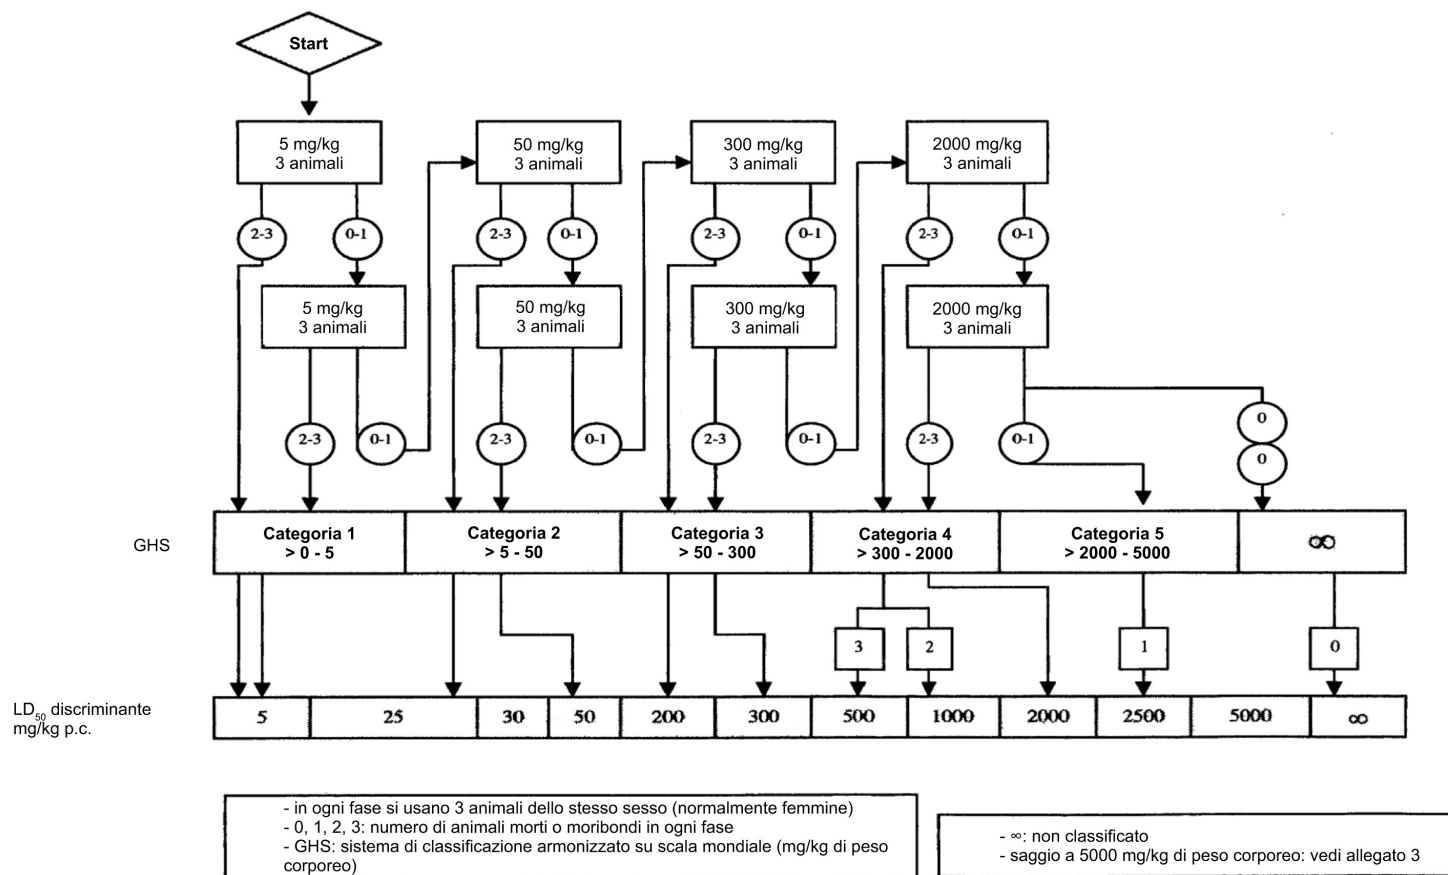 Start
5 mg/kg
3 animali
50 mg/kg
3 animali
300 mg/kg
3 animali
2000 mg/kg
3 animali
2-3
0-1
2-3
0-1
2-3
0-1
2-3
0-1
5 mg/kg
3 animali
50 mg/kg
3 animali
300 mg/kg
3 animali
2000 mg/kg
3 animali
2-3
0-1
2-3
0-1
2-3
0-1
2-3
0-1
0
0
GHS
Categoria 1
> 0 - 5
Categoria 2
> 5 - 50
Categoria 3
> 50 - 300
Categoria 4
> 300 - 2000
Categoria 5
> 2000 - 5000
∞
3
2
1
0
LD50 discriminante
mg/kg p.c.
5
25
30
50
200
300
500
1000
2000
2500
5000
∞
- in ogni fase si usano 3 animali dello stesso sesso (normalmente femmine)
- 0, 1, 2, 3: numero di animali morti o moribondi in ogni fase
- GHS: sistema di classificazione armonizzato su scala mondiale (mg/kg di peso
corporeo)
- ∞: non classificato
- saggio a 5000 mg/kg di peso corporeo: vedi allegato 3